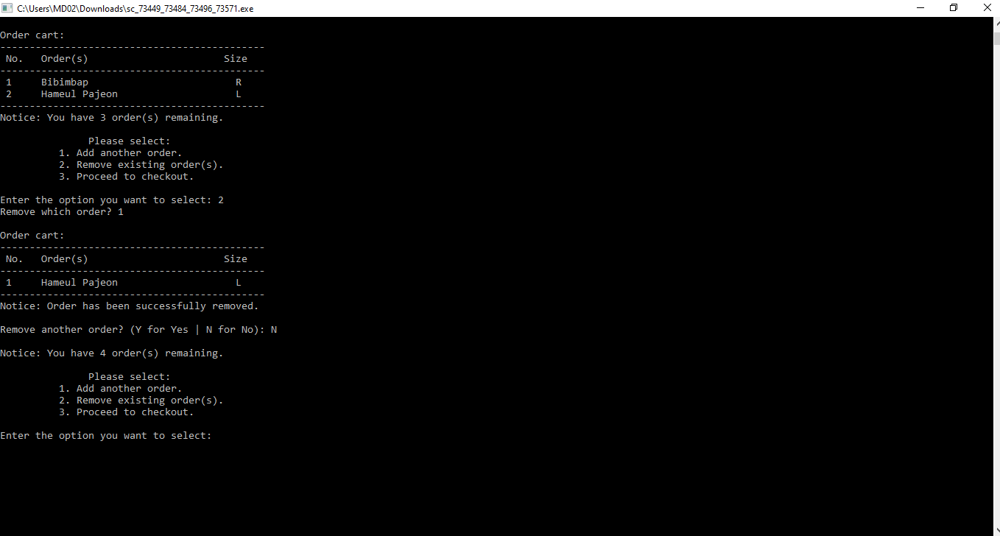 C:\Users\MD02\Downloads\sc_73449_73484_73496_73571.exe
Order cart:
---------------------------------------------
No. Order(s) Size
---------------------------------------------
1 Bibimbap R
2 Hameul Pajeon L
---------------------------------------------
Notice: You have 3 order(s) remaining.
Please select:
1. Add another order.
2. Remove existing order(s).
3. Proceed to checkout.
Enter the option you want to select: 2
Remove which order? 1
Order cart:
---------------------------------------------
No. Order(s) Size
---------------------------------------------
1 Hameul Pajeon L
---------------------------------------------
Notice: Order has been successfully removed.
Remove another order? (Y for Yes | N for No): N
Notice: You have 4 order(s) remaining.
Please select:
1. Add another order.
2. Remove existing order(s).
3. Proceed to checkout.
Enter the option you want to select: